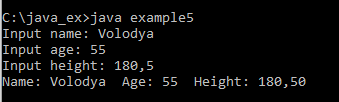 C:\java_ex>java example5
Input name: Volodya
Input age: 55
Input height: 180,5
Name: Volodya  Age: 55  Height: 180,50